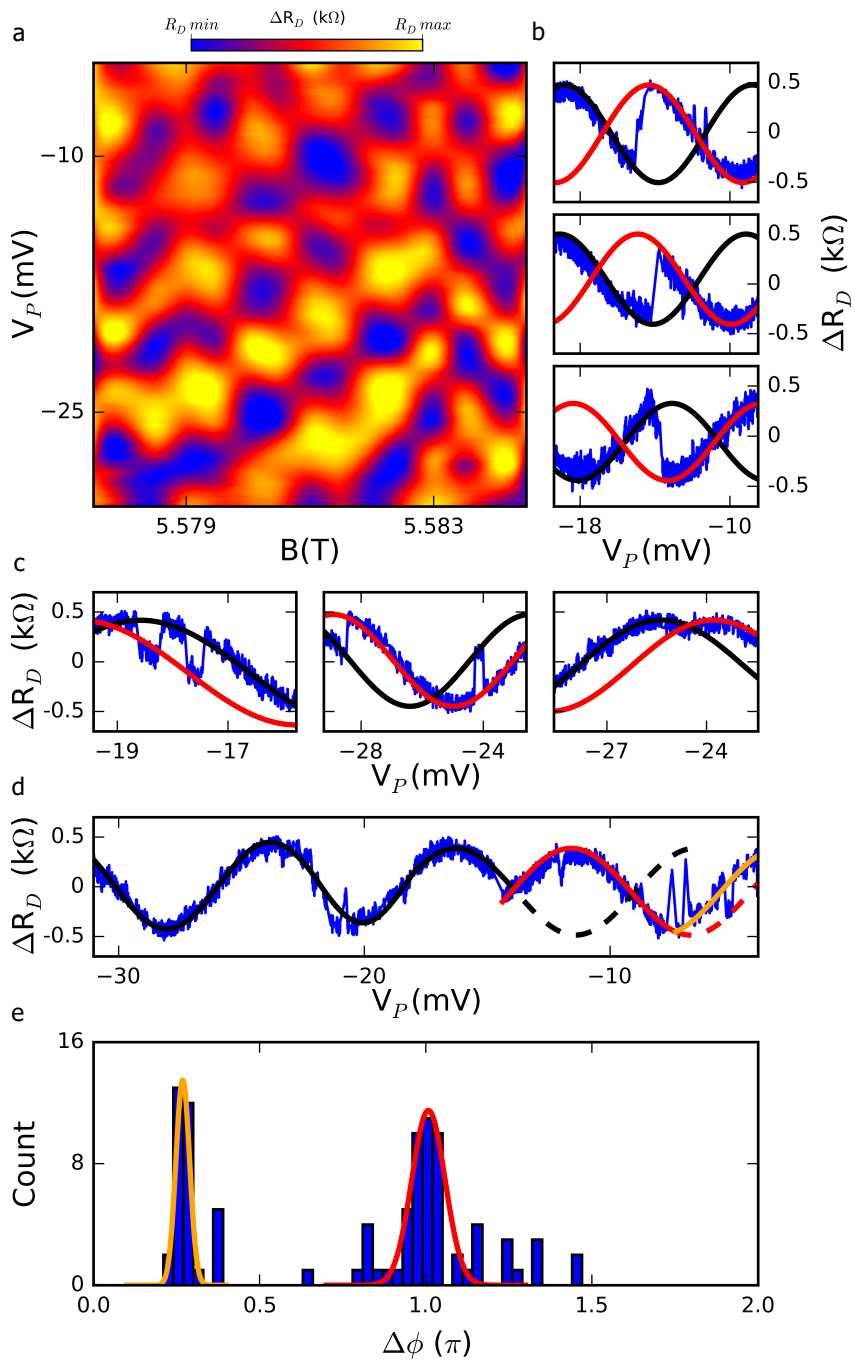 a
R_D min
ΔR_D (kΩ)
R_D max
b
−10
−25
V_P(mV)
5.579
5.583
B(T)
0.5
0
-0.5
0.5
0
-0.5
0.5
0
-0.5
ΔR_D (kΩ)
−18
−10
V_P(mV)
c
0.5
0
-0.5
ΔR_D (kΩ)
−19
−17
−28
−24
−27
−24
V_P(mV)
d
0.5
0
-0.5
ΔR_D (kΩ)
−30
−20
−10
V_P(mV)
e
16
8
0
Count
0.0
0.5
1.0
1.5
2.0
Δϕ (π)